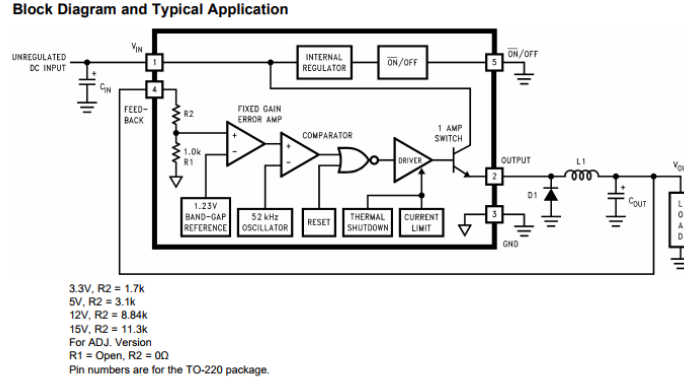 Block Diagram and Typical Application
UNREGULATED
DC INPUT
VIN
1
CIN
+
4
FEED-
BACK
R2
1.0k
R1
INTERNAL
REGULATOR
ON/OFF
5
ON/OFF
FIXED GAIN
ERROR AMP
+
−
COMPARATOR
+
−
DRIVER
1 AMP
SWITCH
OUTPUT
2
L1
D1
+
COUT
L
O
A
D
1.23V
BAND-GAP
REFERENCE
52 kHz
OSCILLATOR
RESET
THERMAL
SHUTDOWN
CURRENT
LIMIT
3
GND
3.3V, R2 = 1.7k
5V, R2 = 3.1k
12V, R2 = 8.84k
15V, R2 = 11.3k
For ADJ. Version
R1 = Open, R2 = 0Ω
Pin numbers are for the TO-220 package.